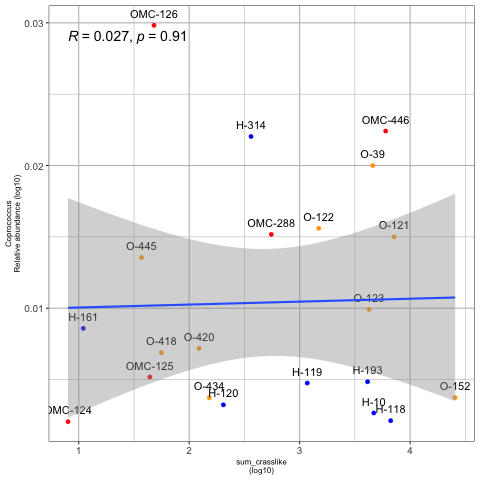 OMC-126
0.03
R = 0.027, p = 0.91
H-314
OMC-446
O-39
0.02
O-122
OMC-288
O-121
O-445
Coprococcus
Relative abundance (log10)
O-123
0.01
H-161
O-420
O-418
OMC-125
H-119
H-193
O-434
H-120
O-152
H-10
H-118
OMC-124
1
2
3
4
sum_crasslike
(log10)